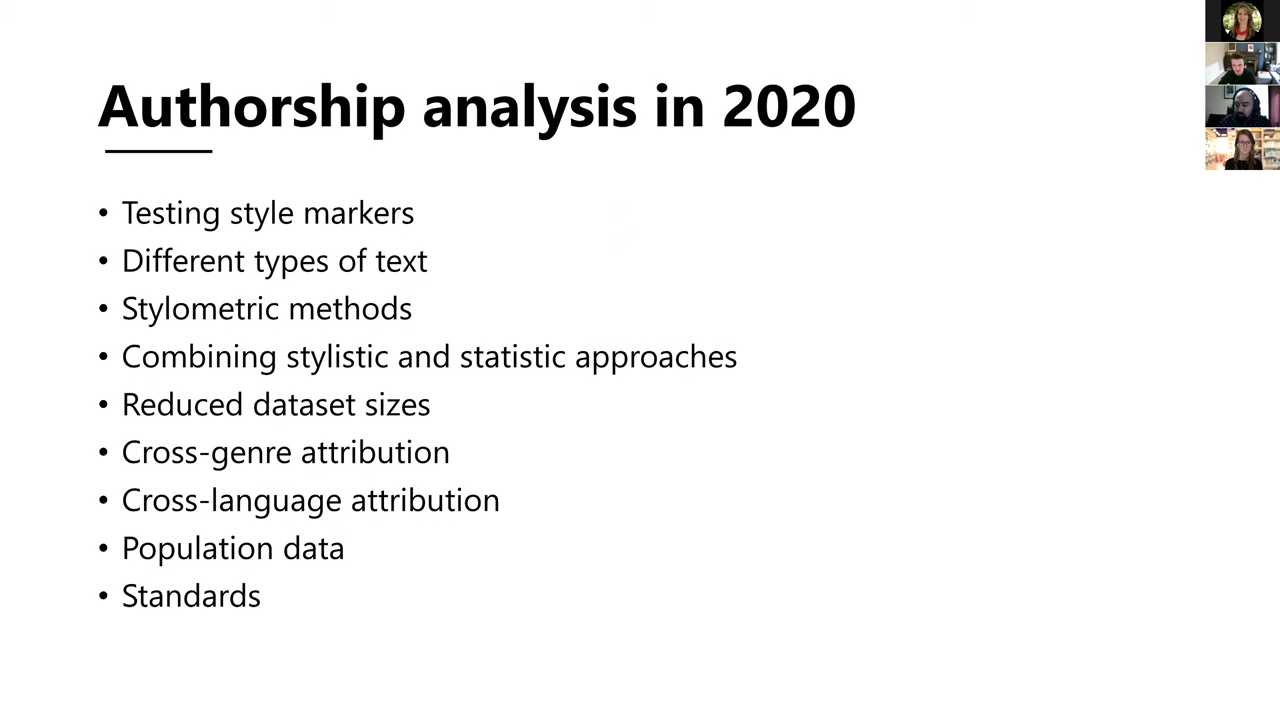 Authorship analysis in 2020
• Testing style markers
• Different types of text
• Stylometric methods
• Combining stylistic and statistic approaches
• Reduced dataset sizes
• Cross-genre attribution
• Cross-language attribution
• Population data
• Standards